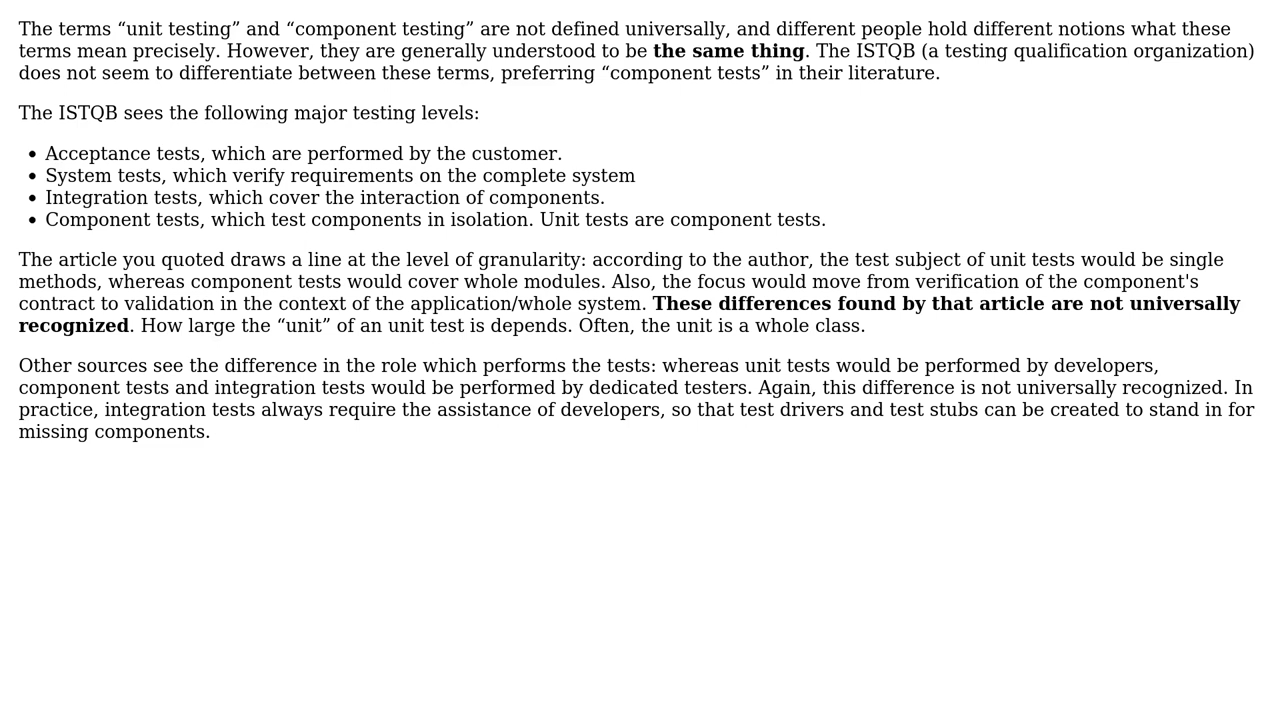 The terms “unit testing” and “component testing” are not defined universally, and different people hold different notions what these
terms mean precisely. However, they are generally understood to be the same thing. The ISTQB (a testing qualification organization)
does not seem to differentiate between these terms, preferring “component tests” in their literature.
The ISTQB sees the following major testing levels:
• Acceptance tests, which are performed by the customer.
• System tests, which verify requirements on the complete system
• Integration tests, which cover the interaction of components.
• Component tests, which test components in isolation. Unit tests are component tests.
The article you quoted draws a line at the level of granularity: according to the author, the test subject of unit tests would be single
methods, whereas component tests would cover whole modules. Also, the focus would move from verification of the component's
contract to validation in the context of the application/whole system. These differences found by that article are not universally
recognized. How large the “unit” of an unit test is depends. Often, the unit is a whole class.
Other sources see the difference in the role which performs the tests: whereas unit tests would be performed by developers,
component tests and integration tests would be performed by dedicated testers. Again, this difference is not universally recognized. In
practice, integration tests always require the assistance of developers, so that test drivers and test stubs can be created to stand in for
missing components.